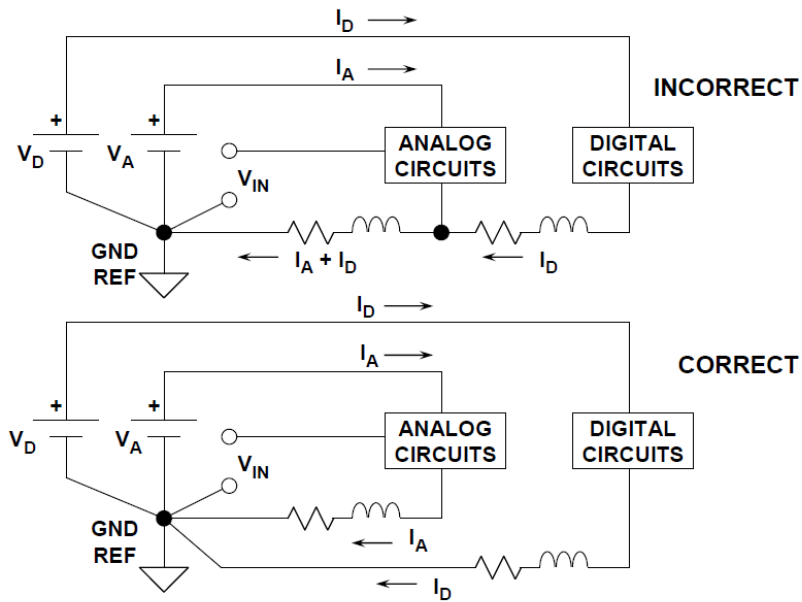 I_D
I_A
INCORRECT
+
+
V_D
V_A
V_IN
ANALOG
CIRCUITS
DIGITAL
CIRCUITS
GND
REF
I_A + I_D
I_D
I_D
I_A
CORRECT
+
+
V_D
V_A
V_IN
ANALOG
CIRCUITS
DIGITAL
CIRCUITS
GND
REF
I_A
I_D